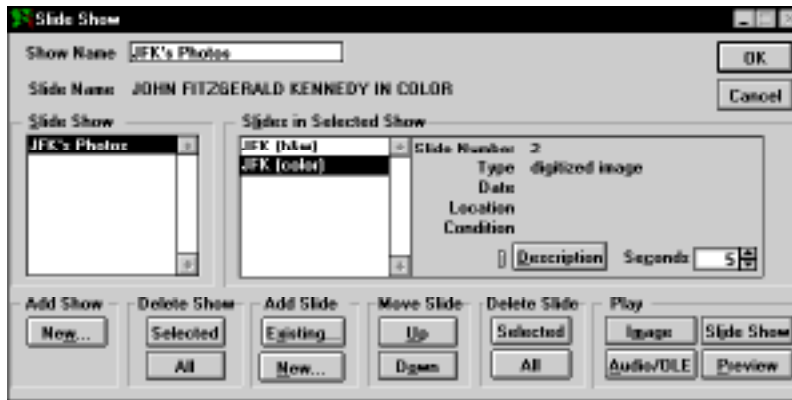 Slide Show
Show Name JFK's Photos
OK
Slide Name JOHN FITZGERALD KENNEDY IN COLOR
Cancel
Slide Show
JFK's Photos
Slides in Selected Show
JFK (b&w)
JFK (color)
Slide Number 2
Type digitized image
Date
Location
Condition
Description Seconds 5
Add Show
New...
Delete Show
Selected
All
Add Slide
Existing...
New...
Move Slide
Up
Down
Delete Slide
Selected
All
Play
Image Slide Show
Audio/OLE Preview